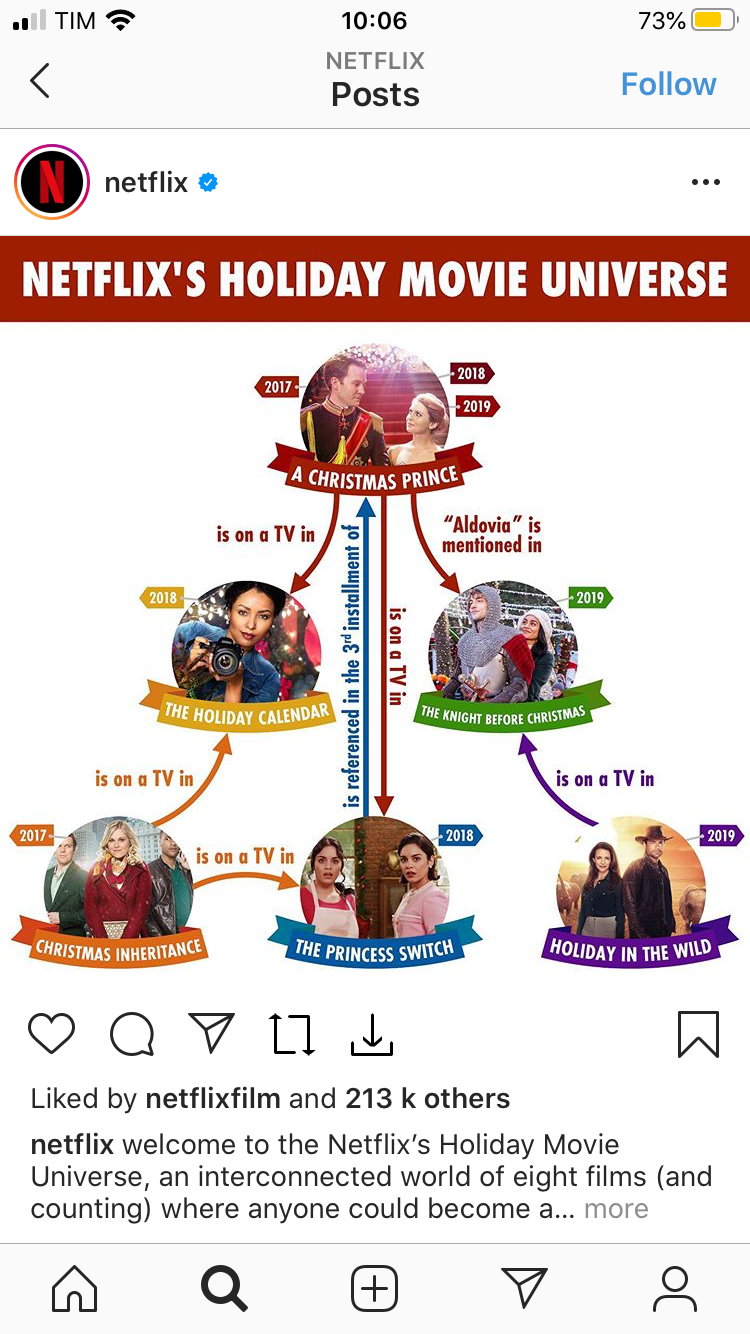 TIM 10:06 73%
NETFLIX
Posts
Follow
netflix
NETFLIX'S HOLIDAY MOVIE UNIVERSE
2017
2018
2019
A CHRISTMAS PRINCE
is on a TV in
"Aldovia" is
mentioned in
is referenced in the 3rd installment of
is on a TV in
2018
THE HOLIDAY CALENDAR
2019
THE KNIGHT BEFORE CHRISTMAS
is on a TV in
is on a TV in
2017
CHRISTMAS INHERITANCE
is on a TV in
2018
THE PRINCESS SWITCH
2019
HOLIDAY IN THE WILD
Liked by netflixfilm and 213 k others
netflix welcome to the Netflix’s Holiday Movie
Universe, an interconnected world of eight films (and
counting) where anyone could become a... more